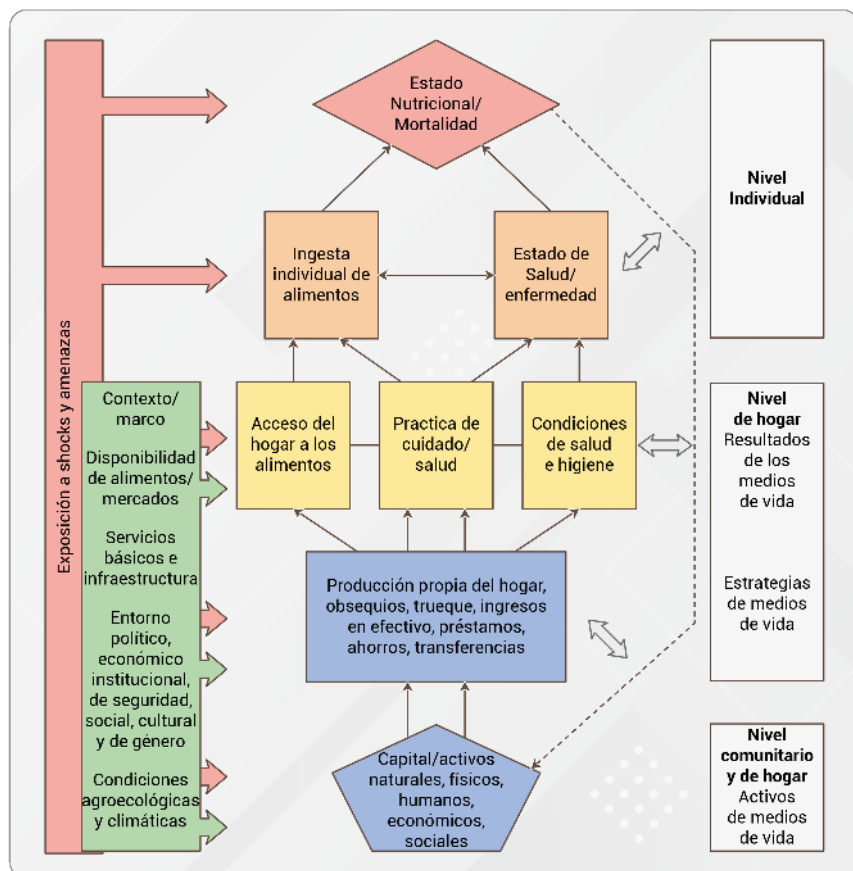 Exposición a shocks y amenazas
Estado
Nutricional/
Mortalidad
Nivel
Individual
Ingesta
individual de
alimentos
Estado de
Salud/
enfermedad
Contexto/
marco
Disponibilidad
de alimentos/
mercados
Servicios
básicos e
infraestructura
Entorno
político,
económico
institucional,
de seguridad,
social, cultural
y de género
Condiciones
agroecológicas
y climáticas
Acceso del
hogar a los
alimentos
Practica de
cuidado/
salud
Condiciones
de salud
e higiene
Nivel
de hogar
Resultados
de los
medios
de vida
Estrategias
de medios
de vida
Producción propia del hogar,
obsequios, trueque, ingresos
en efectivo, préstamos,
ahorros, transferencias
Capital/activos
naturales, físicos,
humanos,
económicos,
sociales
Nivel
comunitario
y de hogar
Activos
de medios
de vida